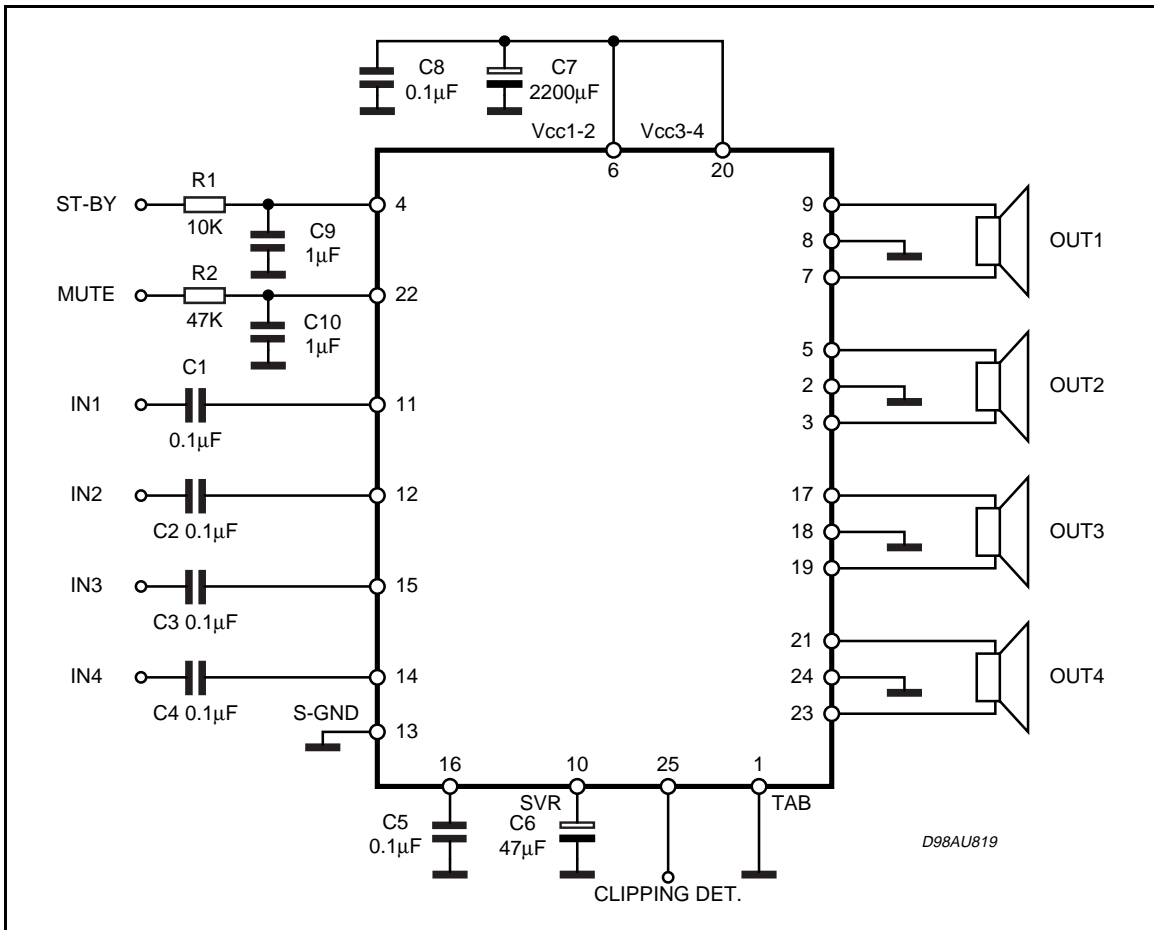 C8
0.1µF
C7
2200µF
Vcc1-2
Vcc3-4
6
20
ST-BY
R1
10K
4
C9
1µF
MUTE
R2
47K
22
C10
1µF
IN1
C1
0.1µF
11
IN2
C2 0.1µF
12
IN3
C3 0.1µF
15
IN4
C4 0.1µF
14
S-GND
13
9
8
7
OUT1
5
2
3
OUT2
17
18
19
OUT3
21
24
23
OUT4
16
10
25
1
SVR
TAB
C5
0.1µF
C6
47µF
CLIPPING DET.
D98AU819